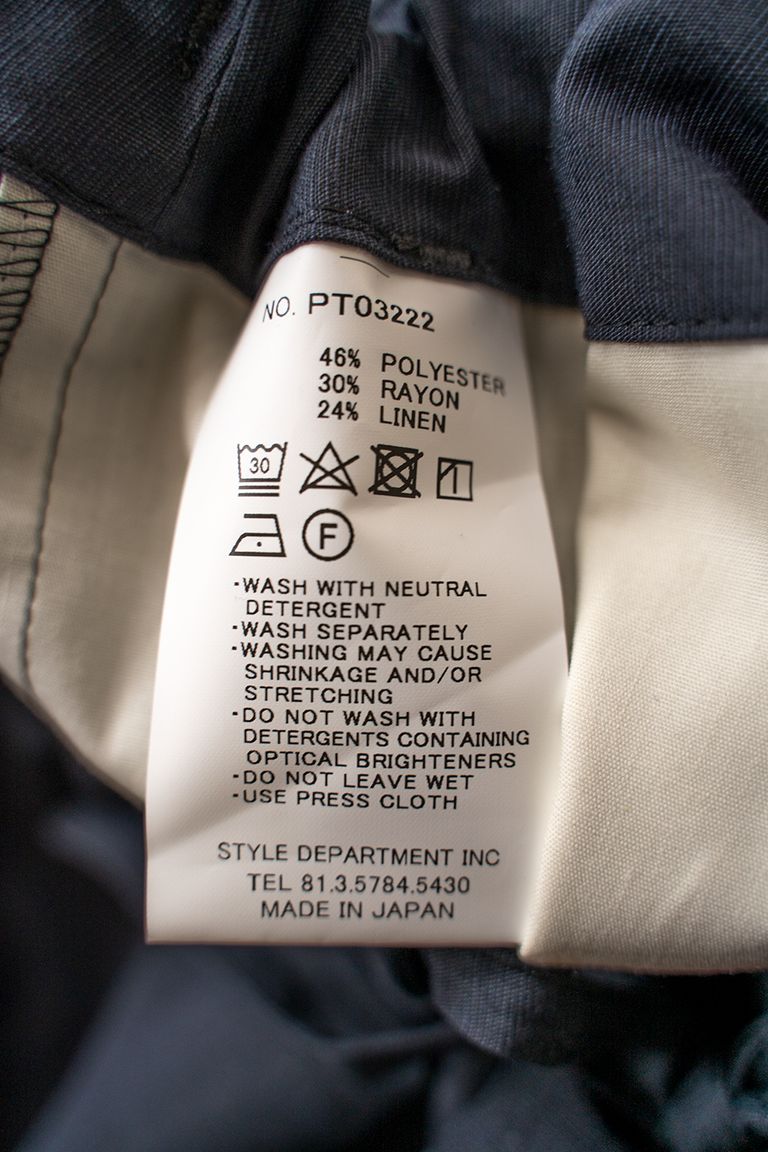 NO. PT03222
46% POLYESTER
30% RAYON
24% LINEN
30
F
·WASH WITH NEUTRAL
DETERGENT
·WASH SEPARATELY
·WASHING MAY CAUSE
SHRINKAGE AND/OR
STRETCHING
·DO NOT WASH WITH
DETERGENTS CONTAINING
OPTICAL BRIGHTENERS
·DO NOT LEAVE WET
·USE PRESS CLOTH
STYLE DEPARTMENT INC
TEL 81.3.5784.5430
MADE IN JAPAN